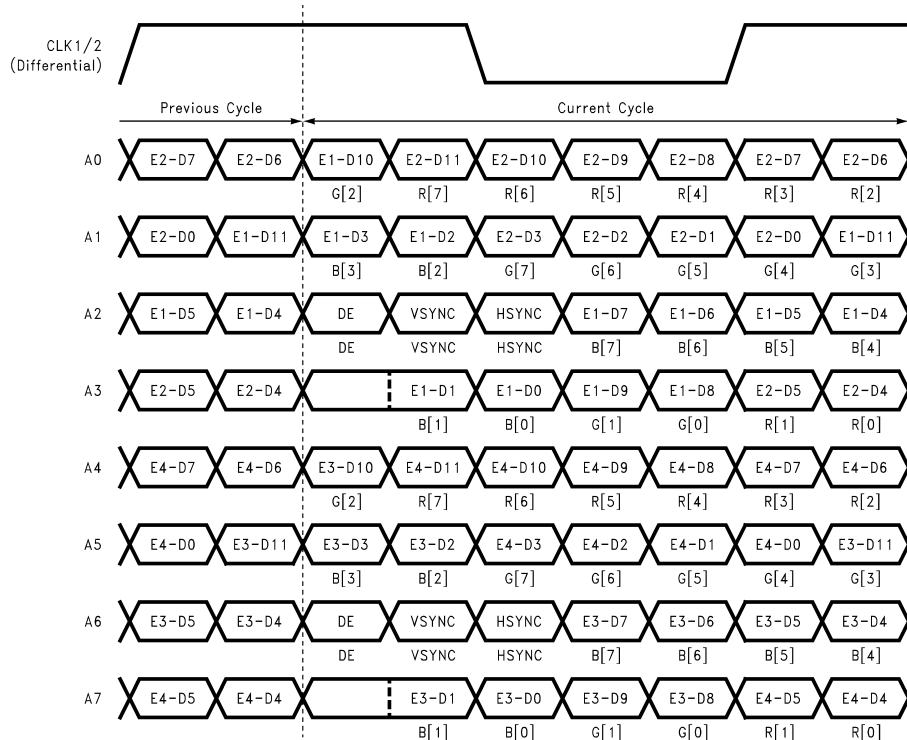 CLK1/2
(Differential)
Previous Cycle Current Cycle
A0 E2-D7 E2-D6 E1-D10 E2-D11 E2-D10 E2-D9 E2-D8 E2-D7 E2-D6
G[2] R[7] R[6] R[5] R[4] R[3] R[2]
A1 E2-D0 E1-D11 E1-D3 E1-D2 E2-D3 E2-D2 E2-D1 E2-D0 E1-D11
B[3] B[2] G[7] G[6] G[5] G[4] G[3]
A2 E1-D5 E1-D4 DE VSYNC HSYNC E1-D7 E1-D6 E1-D5 E1-D4
DE VSYNC HSYNC B[7] B[6] B[5] B[4]
A3 E2-D5 E2-D4 E1-D1 E1-D0 E1-D9 E1-D8 E2-D5 E2-D4
B[1] B[0] G[1] G[0] R[1] R[0]
A4 E4-D7 E4-D6 E3-D10 E4-D11 E4-D10 E4-D9 E4-D8 E4-D7 E4-D6
G[2] R[7] R[6] R[5] R[4] R[3] R[2]
A5 E4-D0 E3-D11 E3-D3 E3-D2 E4-D3 E4-D2 E4-D1 E4-D0 E3-D11
B[3] B[2] G[7] G[6] G[5] G[4] G[3]
A6 E3-D5 E3-D4 DE VSYNC HSYNC E3-D7 E3-D6 E3-D5 E3-D4
DE VSYNC HSYNC B[7] B[6] B[5] B[4]
A7 E4-D5 E4-D4 E3-D1 E3-D0 E3-D9 E3-D8 E4-D5 E4-D4
B[1] B[0] G[1] G[0] R[1] R[0]